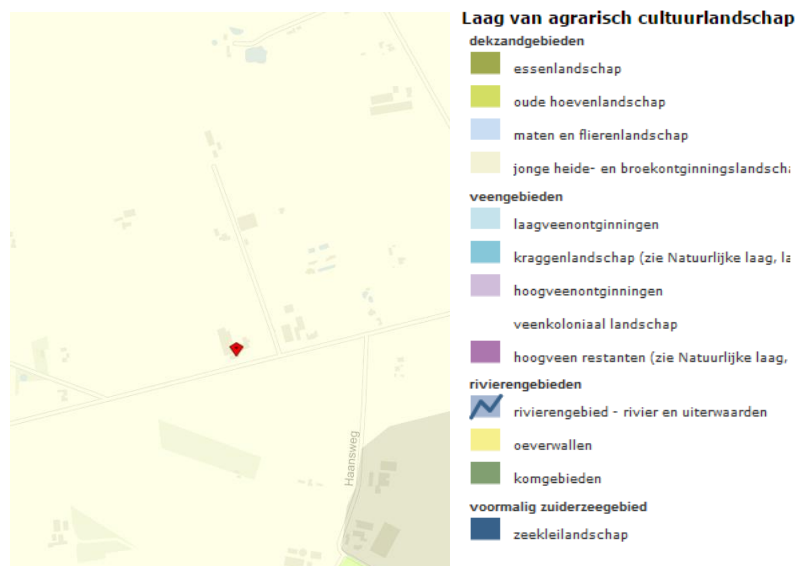 Laag van agrarisch cultuurlandschap
dekzandgebieden
essenlandschap
oude hoevenlandschap
maten en flierenlandschap
jonge heide- en broekontginningslandscha
veengebieden
laagveenontginningen
kraggenlandschap (zie Natuurlijke laag, la
hoogveenontginningen
veenkoloniaal landschap
hoogveen restanten (zie Natuurlijke laag,
rivierengebieden
rivierengebied - rivier en uiterwaarden
oeverwallen
komgebieden
voormalig zuiderzeegebied
zeekleilandschap
Haansweg